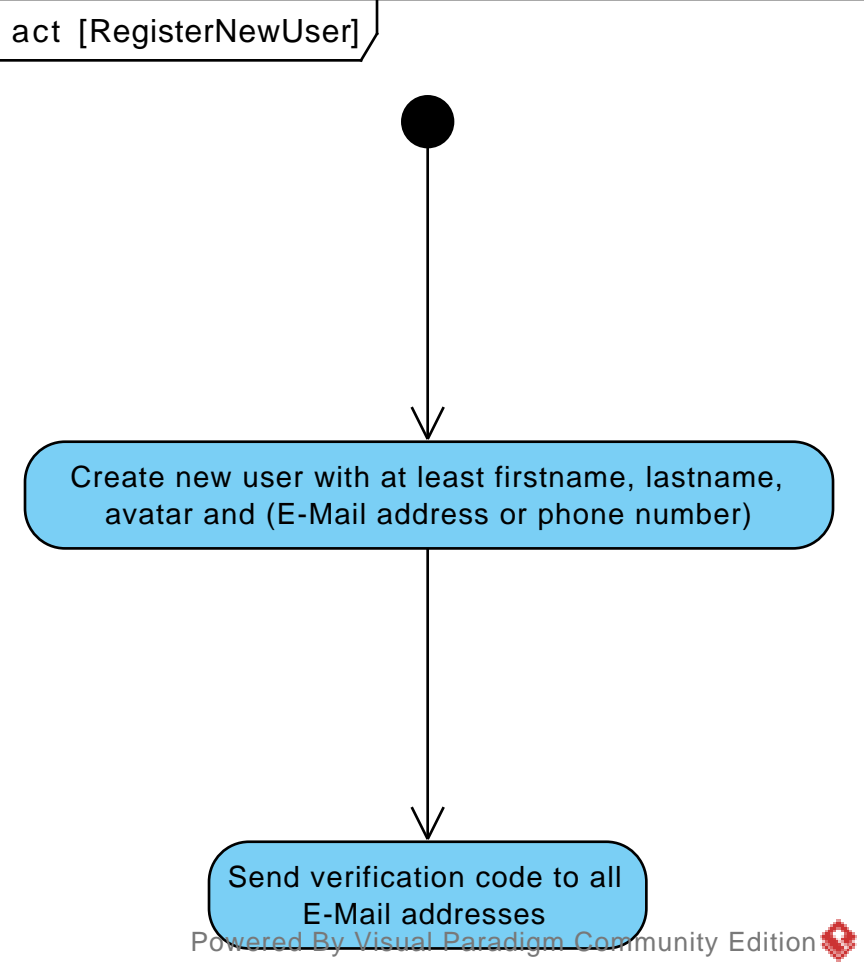 act [RegisterNewUser]
Create new user with at least firstname, lastname,
avatar and (E-Mail address or phone number)
Send verification code to all
E-Mail addresses
Powered By Visual Paradigm Community Edition